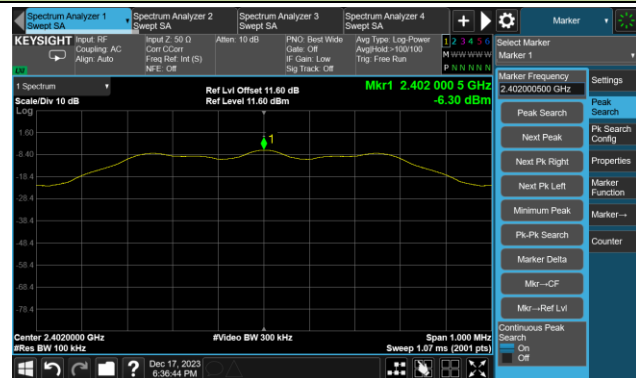 Spectrum Analyzer 1
Swept SA
Spectrum Analyzer 2
Swept SA
Spectrum Analyzer 3
Swept SA
Spectrum Analyzer 4
Swept SA
+
Marker
KEYSIGHT
Input: RF
Coupling: AC
Align: Auto
Input Z: 50 Ω
Corr CCorr
Freq Ref: Int (S)
NFE: Off
Atten: 10 dB
PNO: Best Wide
Gate: Off
IF Gain: Low
Sig Track: Off
Avg Type: Log-Power
Avg|Hold:>100/100
Trig: Free Run
1 2 3 4 5 6
M W W W W W
P N N N N N
LXI
Select Marker
Marker 1
1 Spectrum
Scale/Div 10 dB
Log
Ref Lvl Offset 11.60 dB
Ref Level 11.60 dBm
Mkr1 2.402 000 5 GHz
-6.30 dBm
1.60
-8.40
-18.4
-28.4
-38.4
-48.4
-58.4
-68.4
-78.4
1
Center 2.4020000 GHz
#Res BW 100 kHz
#Video BW 300 kHz
Span 1.000 MHz
Sweep 1.07 ms (2001 pts)
Marker Frequency
2.402000500 GHz
Peak Search
Next Peak
Next Pk Right
Next Pk Left
Minimum Peak
Pk-Pk Search
Marker Delta
Mkr→CF
Mkr→Ref Lvl
Continuous Peak
Search
On
Off
Settings
Peak
Search
Pk Search
Config
Properties
Marker
Function
Marker→
Counter
?
Dec 17, 2023
6:36:44 PM